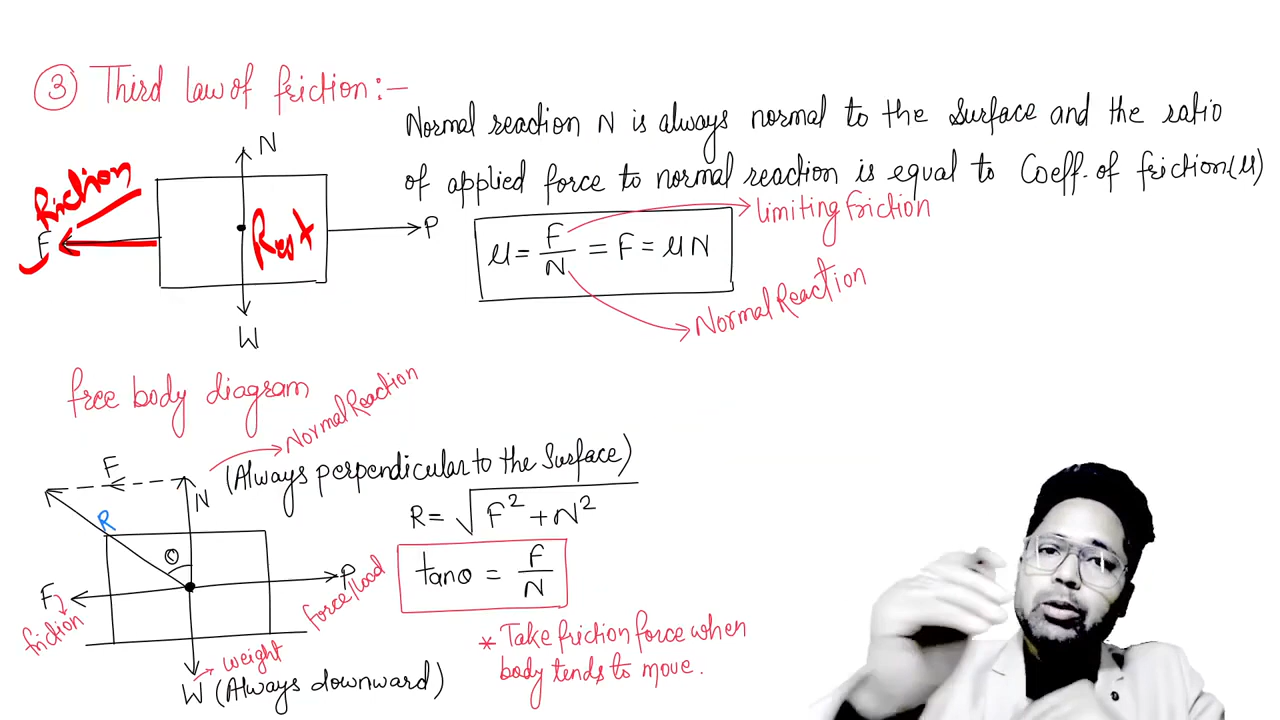 ③ Third law of friction:-
Normal reaction N is always normal to the surface and the ratio
of applied force to normal reaction is equal to Coeff. of friction(μ)
N
friction
F
Rest
P
W
μ = F/N = F = μN
limiting friction
Normal Reaction
free body diagram
Normal Reaction
F
N
(Always perpendicular to the surface)
R
R = √F² + N²
θ
P
force/load
tanθ = F/N
F
friction
weight
W (Always downward)
* Take friction force when
body tends to move.